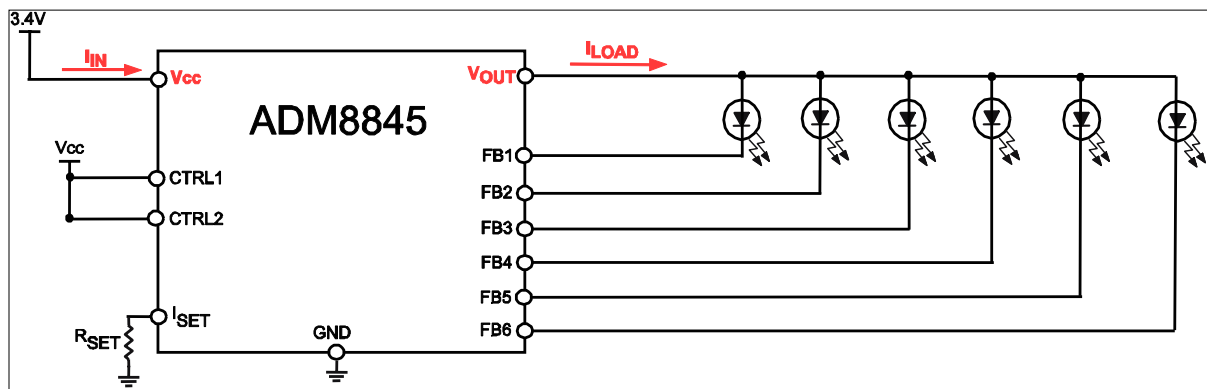 3.4V
IIN
ILOAD
Vcc
VOUT
ADM8845
Vcc
FB1
CTRL1
FB2
CTRL2
FB3
FB4
FB5
ISET
FB6
RSET
GND